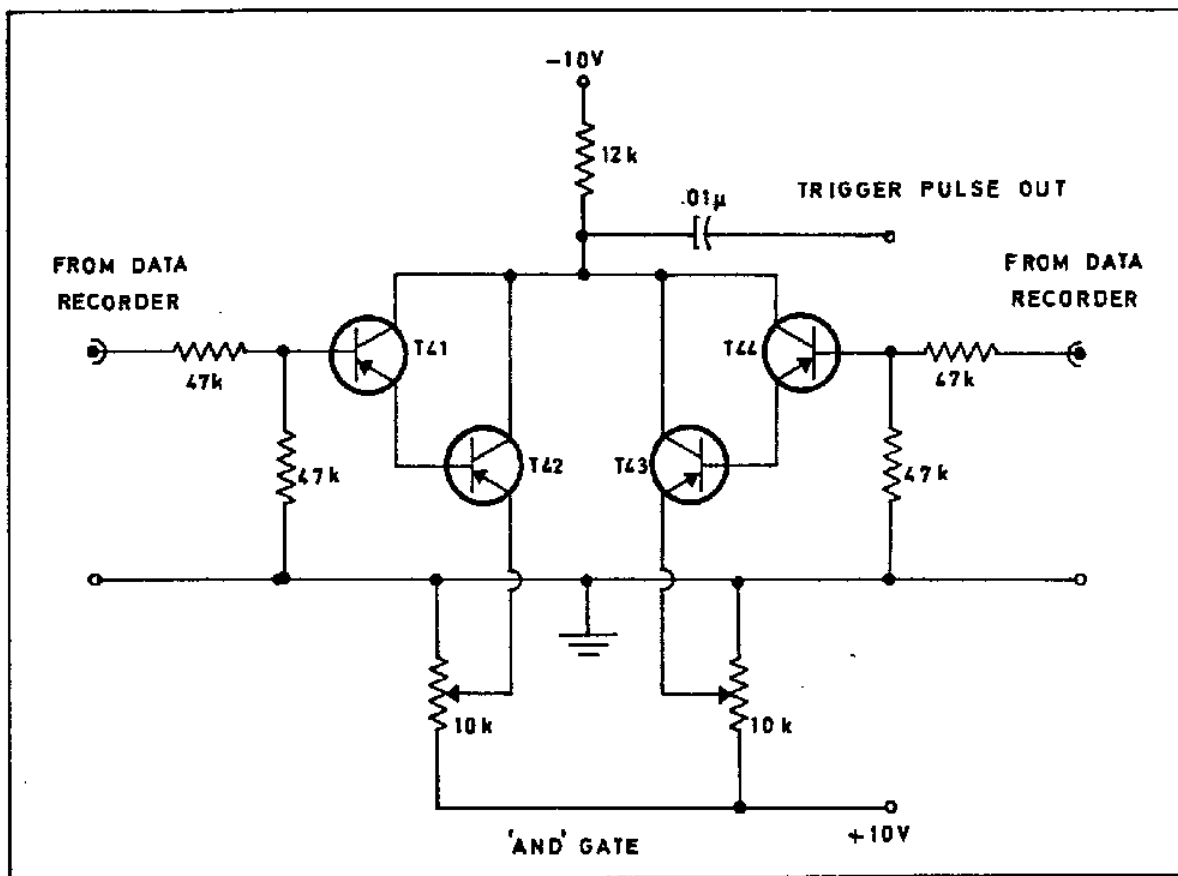 -10V
12k
.01µ
TRIGGER PULSE OUT
FROM DATA
RECORDER
FROM DATA
RECORDER
T41
T44
47k
47k
T42
T43
47k
47k
10k
10k
+10V
'AND' GATE